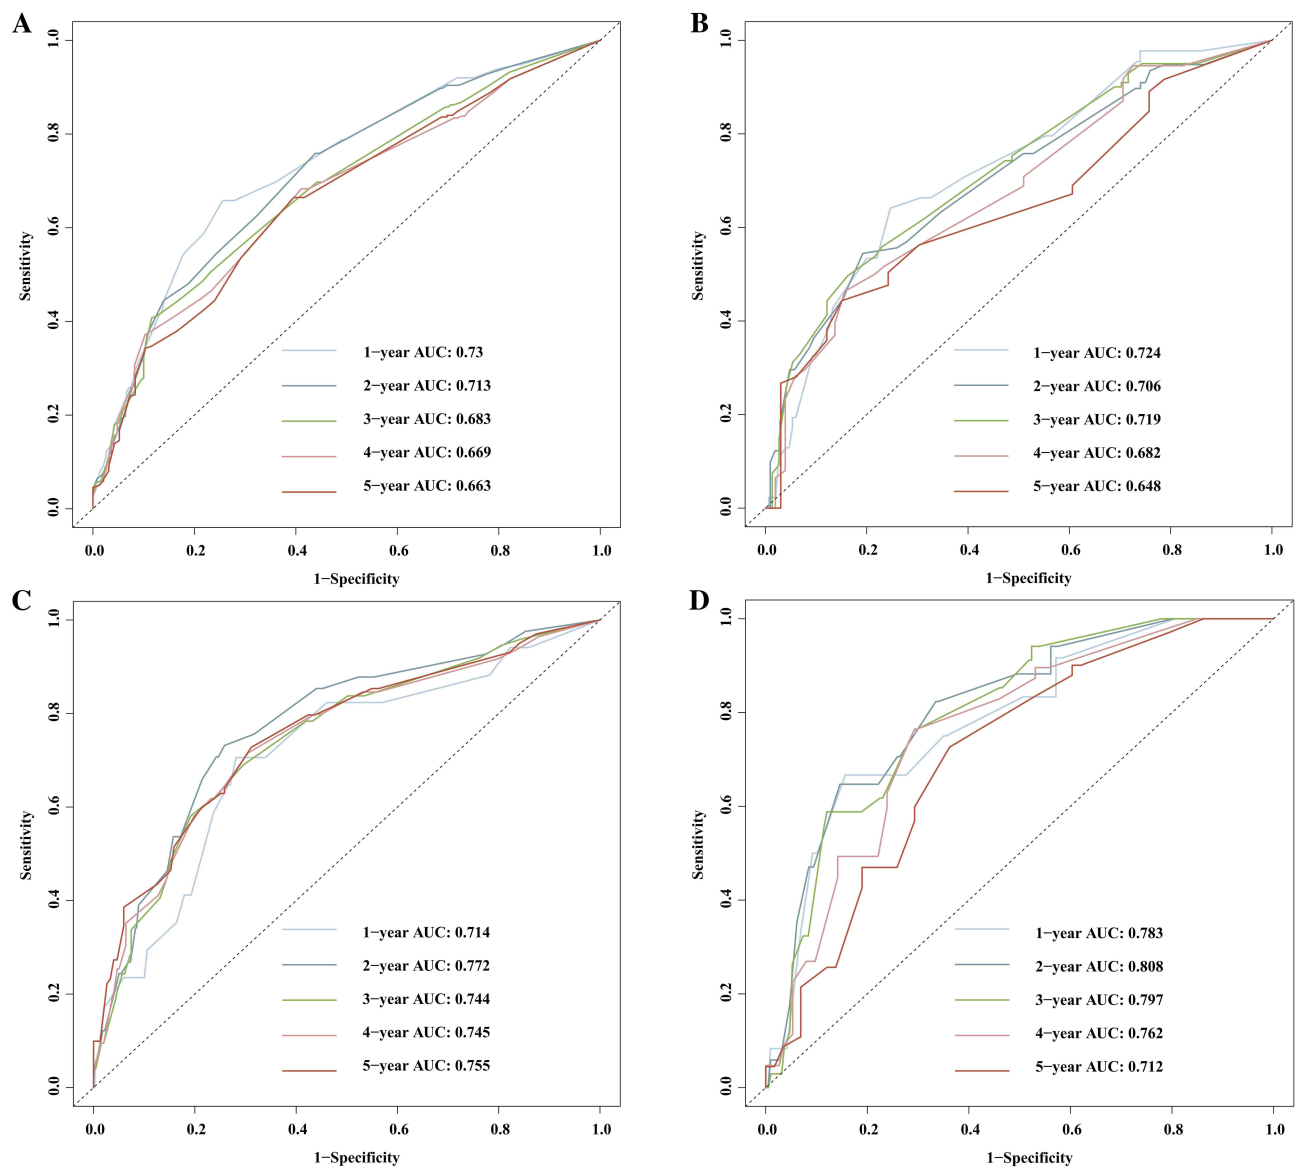 A
1.0
0.8
0.6
0.4
0.2
0.0
Sensitivity
1−year AUC: 0.73
2−year AUC: 0.713
3−year AUC: 0.683
4−year AUC: 0.669
5−year AUC: 0.663
0.0 0.2 0.4 0.6 0.8 1.0
1−Specificity
B
1.0
0.8
0.6
0.4
0.2
0.0
Sensitivity
1−year AUC: 0.724
2−year AUC: 0.706
3−year AUC: 0.719
4−year AUC: 0.682
5−year AUC: 0.648
0.0 0.2 0.4 0.6 0.8 1.0
1−Specificity
C
1.0
0.8
0.6
0.4
0.2
0.0
Sensitivity
1−year AUC: 0.714
2−year AUC: 0.772
3−year AUC: 0.744
4−year AUC: 0.745
5−year AUC: 0.755
0.0 0.2 0.4 0.6 0.8 1.0
1−Specificity
D
1.0
0.8
0.6
0.4
0.2
0.0
Sensitivity
1−year AUC: 0.783
2−year AUC: 0.808
3−year AUC: 0.797
4−year AUC: 0.762
5−year AUC: 0.712
0.0 0.2 0.4 0.6 0.8 1.0
1−Specificity